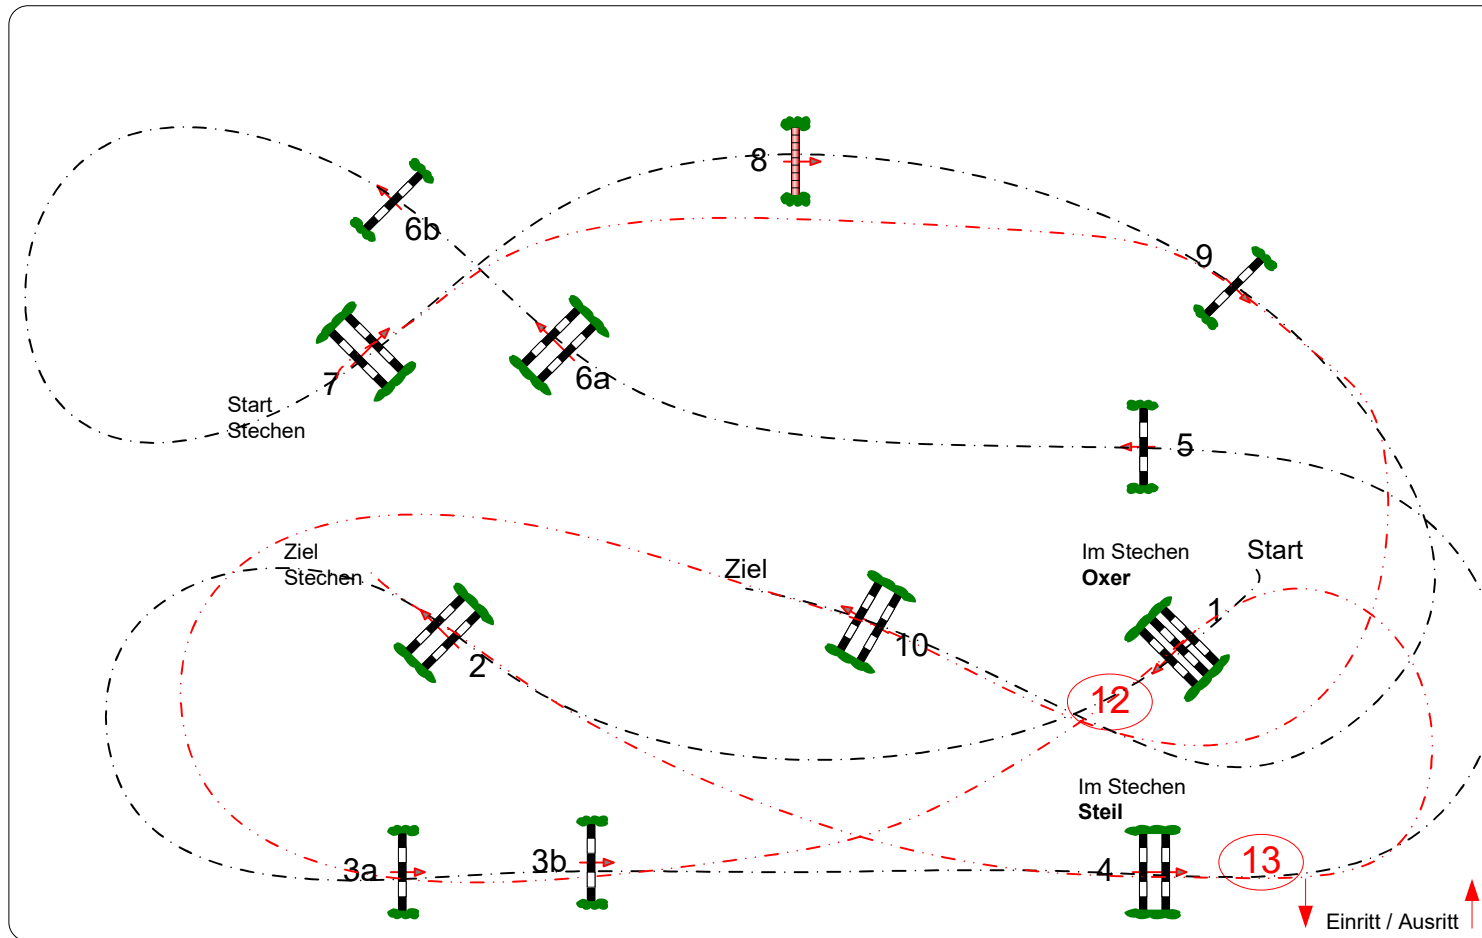 8
6b
9
7
6a
Start
Stechen
5
Ziel
Stechen
Ziel
Im Stechen
Oxer
Start
1
10
2
12
Im Stechen
Steil
3a
3b
4
13
Einritt / Ausritt